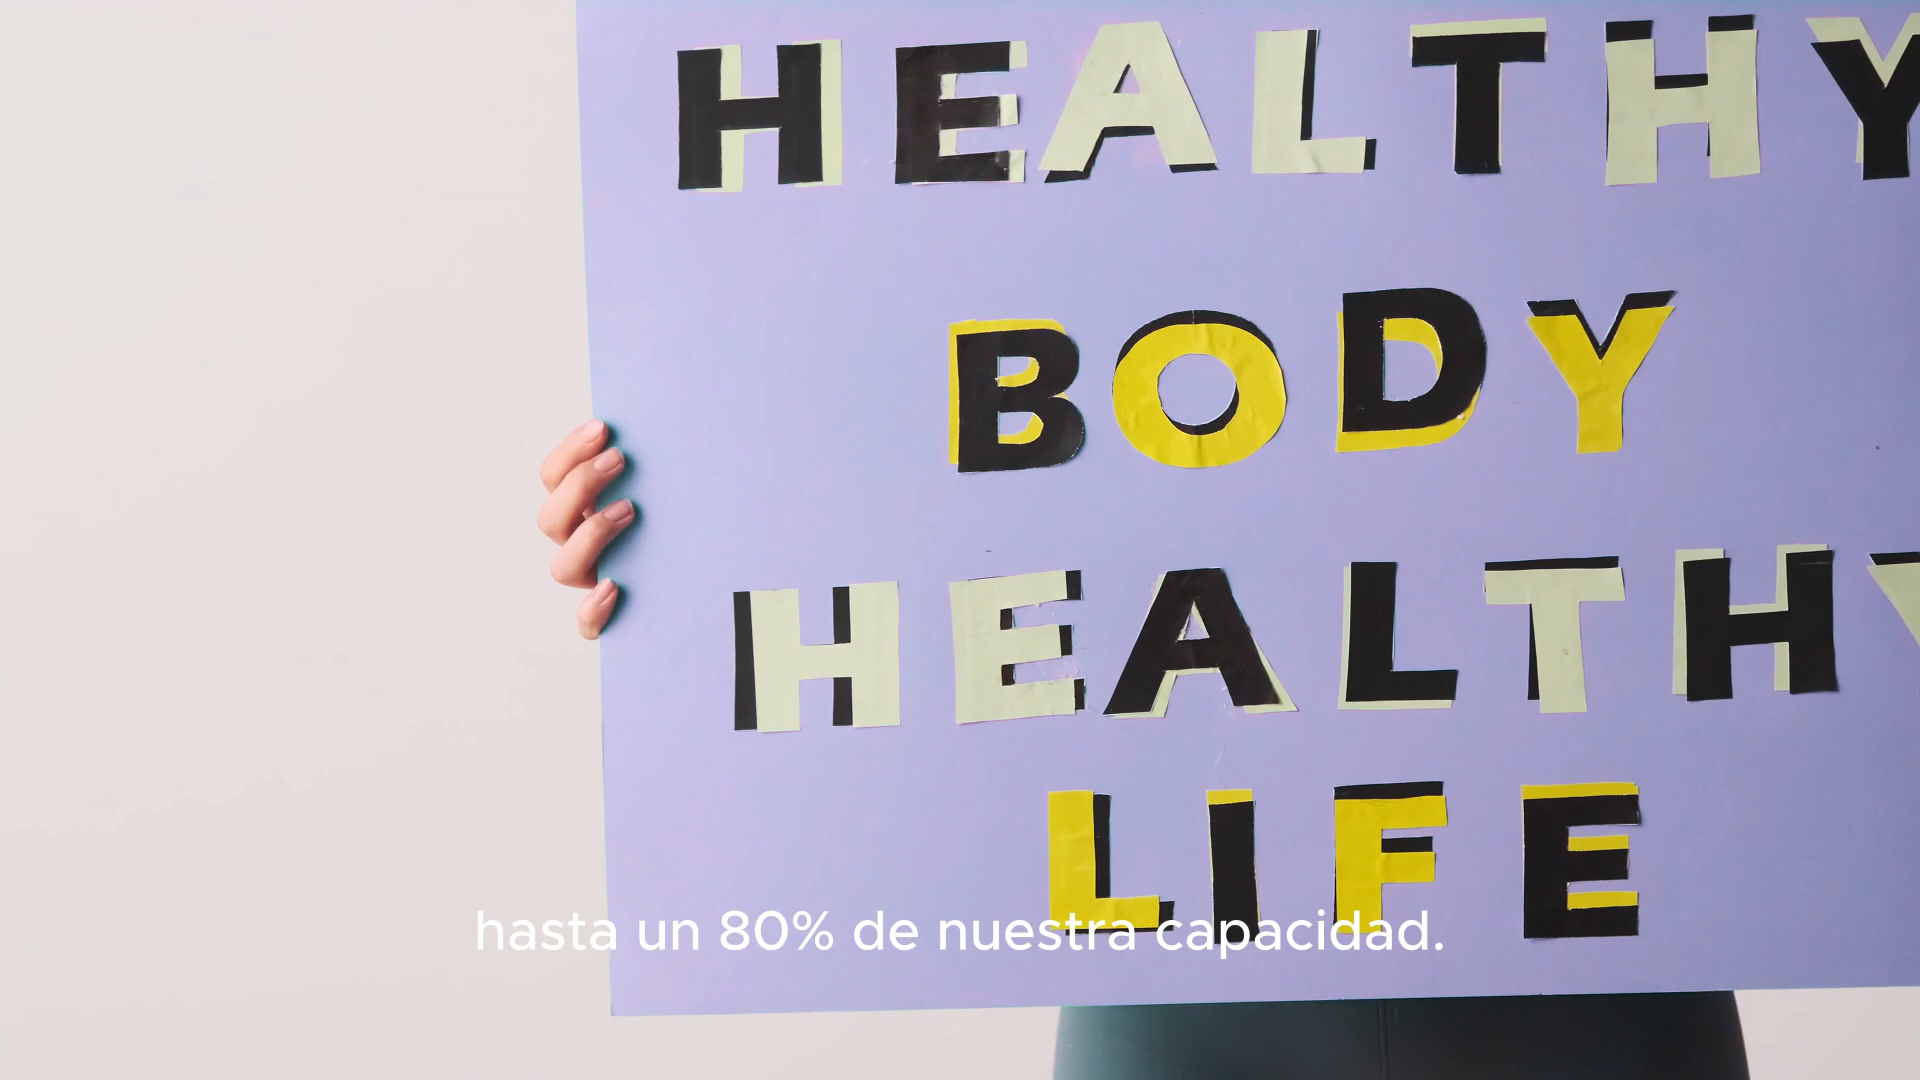 HEALTHY
BODY
HEALTHY
LIFE
hasta un 80% de nuestra capacidad.